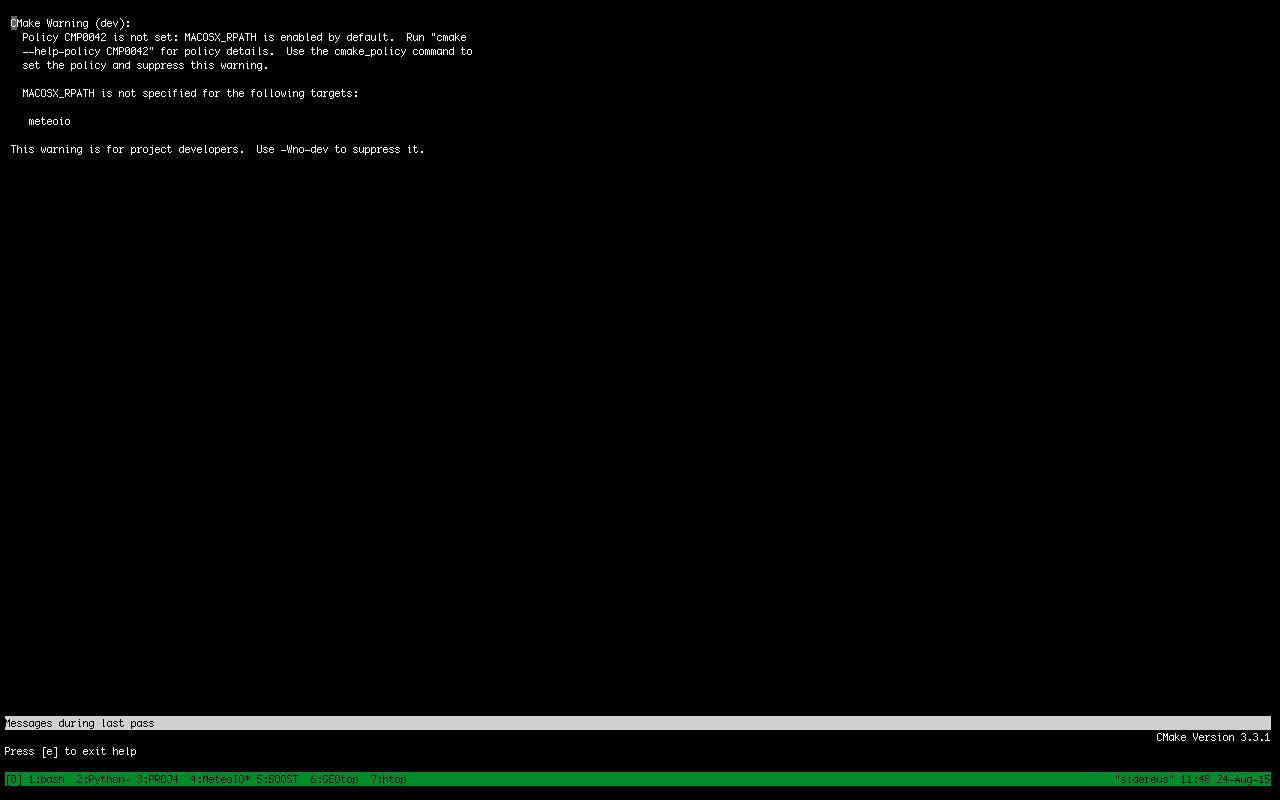 CMake Warning (dev):
Policy CMP0042 is not set: MACOSX_RPATH is enabled by default.  Run "cmake
--help-policy CMP0042" for policy details.  Use the cmake_policy command to
set the policy and suppress this warning.
MACOSX_RPATH is not specified for the following targets:
meteoio
This warning is for project developers.  Use -Wno-dev to suppress it.
Messages during last pass
CMake Version 3.3.1
Press [e] to exit help
[0] 1:bash  2:Python- 3:PROJ4  4:MeteoIO* 5:BOOST  6:GEOtop  7:htop "sidereus" 11:48 24-Aug-15